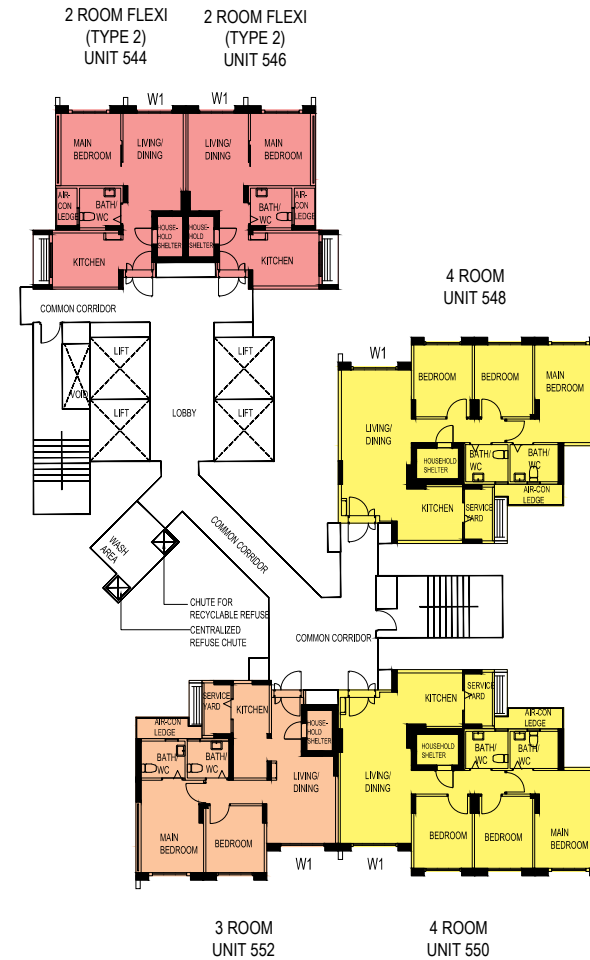 2 ROOM FLEXI
(TYPE 2)
UNIT 544
2 ROOM FLEXI
(TYPE 2)
UNIT 546
W1
W1
MAIN
BEDROOM
LIVING/
DINING
LIVING/
DINING
MAIN
BEDROOM
AIR-
CON
LEDGE
BATH/
WC
BATH/
WC
AIR-
CON
LEDGE
HOUSE-
HOLD
SHELTER
HOUSE-
HOLD
SHELTER
KITCHEN
KITCHEN
COMMON CORRIDOR
4 ROOM
UNIT 548
LIFT
LIFT
VOID
LOBBY
LIFT
LIFT
W1
BEDROOM
BEDROOM
MAIN
BEDROOM
LIVING/
DINING
HOUSEHOLD
SHELTER
BATH/
WC
BATH/
WC
AIR-CON
LEDGE
KITCHEN
SERVICE
YARD
WASH
AREA
COMMON CORRIDOR
CHUTE FOR
RECYCLABLE REFUSE
CENTRALIZED
REFUSE CHUTE
COMMON CORRIDOR
SERVICE
YARD
KITCHEN
HOUSE-
HOLD
SHELTER
AIR-CON
LEDGE
BATH/
WC
BATH/
WC
LIVING/
DINING
MAIN
BEDROOM
BEDROOM
W1
KITCHEN
SERVICE
YARD
AIR-CON
LEDGE
HOUSEHOLD
SHELTER
BATH/
WC
BATH/
WC
LIVING/
DINING
BEDROOM
BEDROOM
MAIN
BEDROOM
W1
3 ROOM
UNIT 552
4 ROOM
UNIT 550